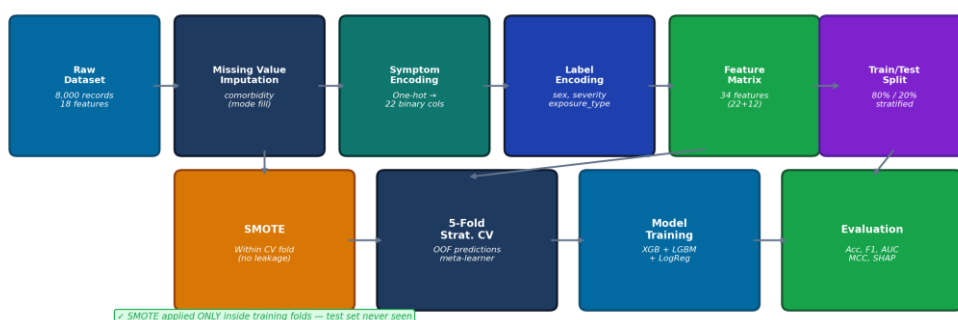 Raw
Dataset
8,000 records
18 features
Missing Value
Imputation
comorbidity
(mode fill)
Symptom
Encoding
One-hot →
22 binary cols
Label
Encoding
sex, severity
exposure_type
Feature
Matrix
34 features
(22+12)
Train/Test
Split
80% / 20%
stratified
SMOTE
Within CV fold
(no leakage)
5-Fold
Strat. CV
OOF predictions
meta-learner
Model
Training
XGB + LGBM
+ LogReg
Evaluation
Acc, F1, AUC
MCC, SHAP
✓ SMOTE applied ONLY inside training folds — test set never seen